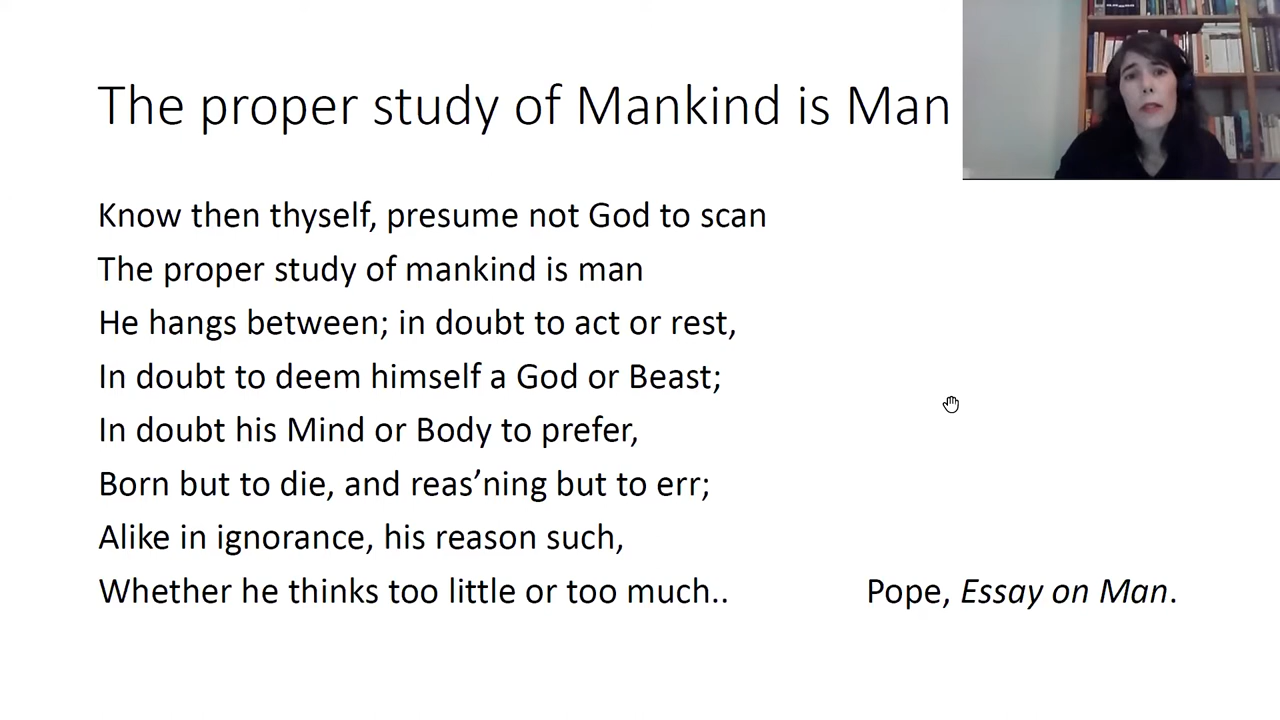 The proper study of Mankind is Man
Know then thyself, presume not God to scan
The proper study of mankind is man
He hangs between; in doubt to act or rest,
In doubt to deem himself a God or Beast;
In doubt his Mind or Body to prefer,
Born but to die, and reas’ning but to err;
Alike in ignorance, his reason such,
Whether he thinks too little or too much..
Pope, Essay on Man.